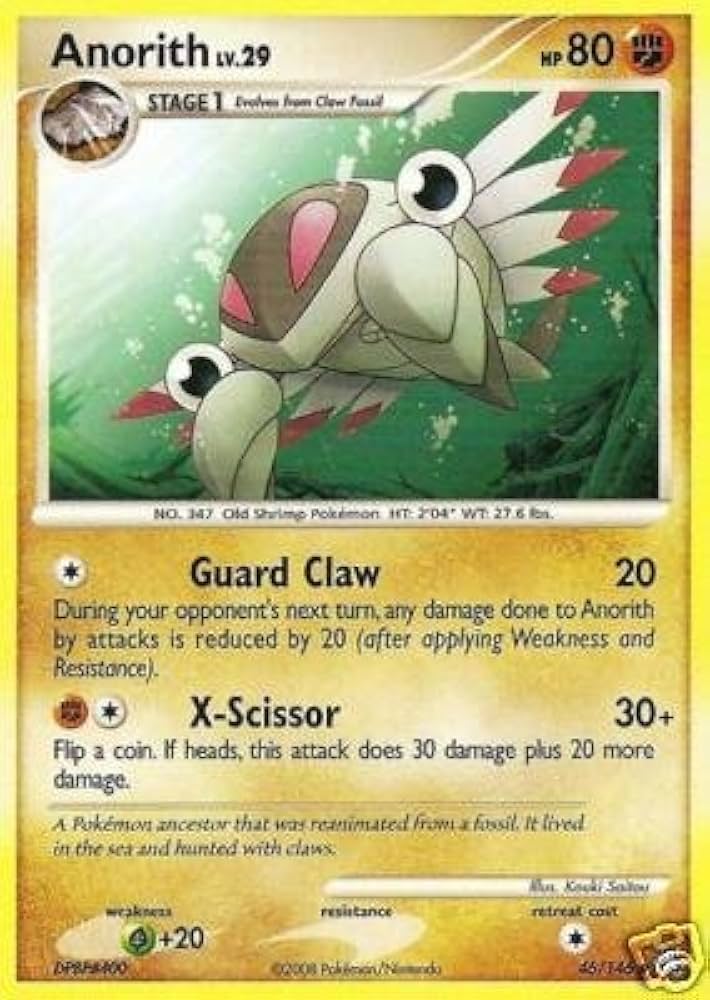 Anorith LV.29 HP 80
STAGE 1 Evolves from Claw Fossil
NO. 347 Old Shrimp Pokémon HT: 2'04" WT: 27.6 lbs.
Guard Claw 20
During your opponent's next turn, any damage done to Anorith
by attacks is reduced by 20 (after applying Weakness and
Resistance).
X-Scissor 30+
Flip a coin. If heads, this attack does 30 damage plus 20 more
damage.
A Pokémon ancestor that was reanimated from a fossil. It lived
in the sea and hunted with claws.
Illus. Kouki Saitou
weakness resistance retreat cost
+20
©2008 Pokémon/Nintendo 46/146